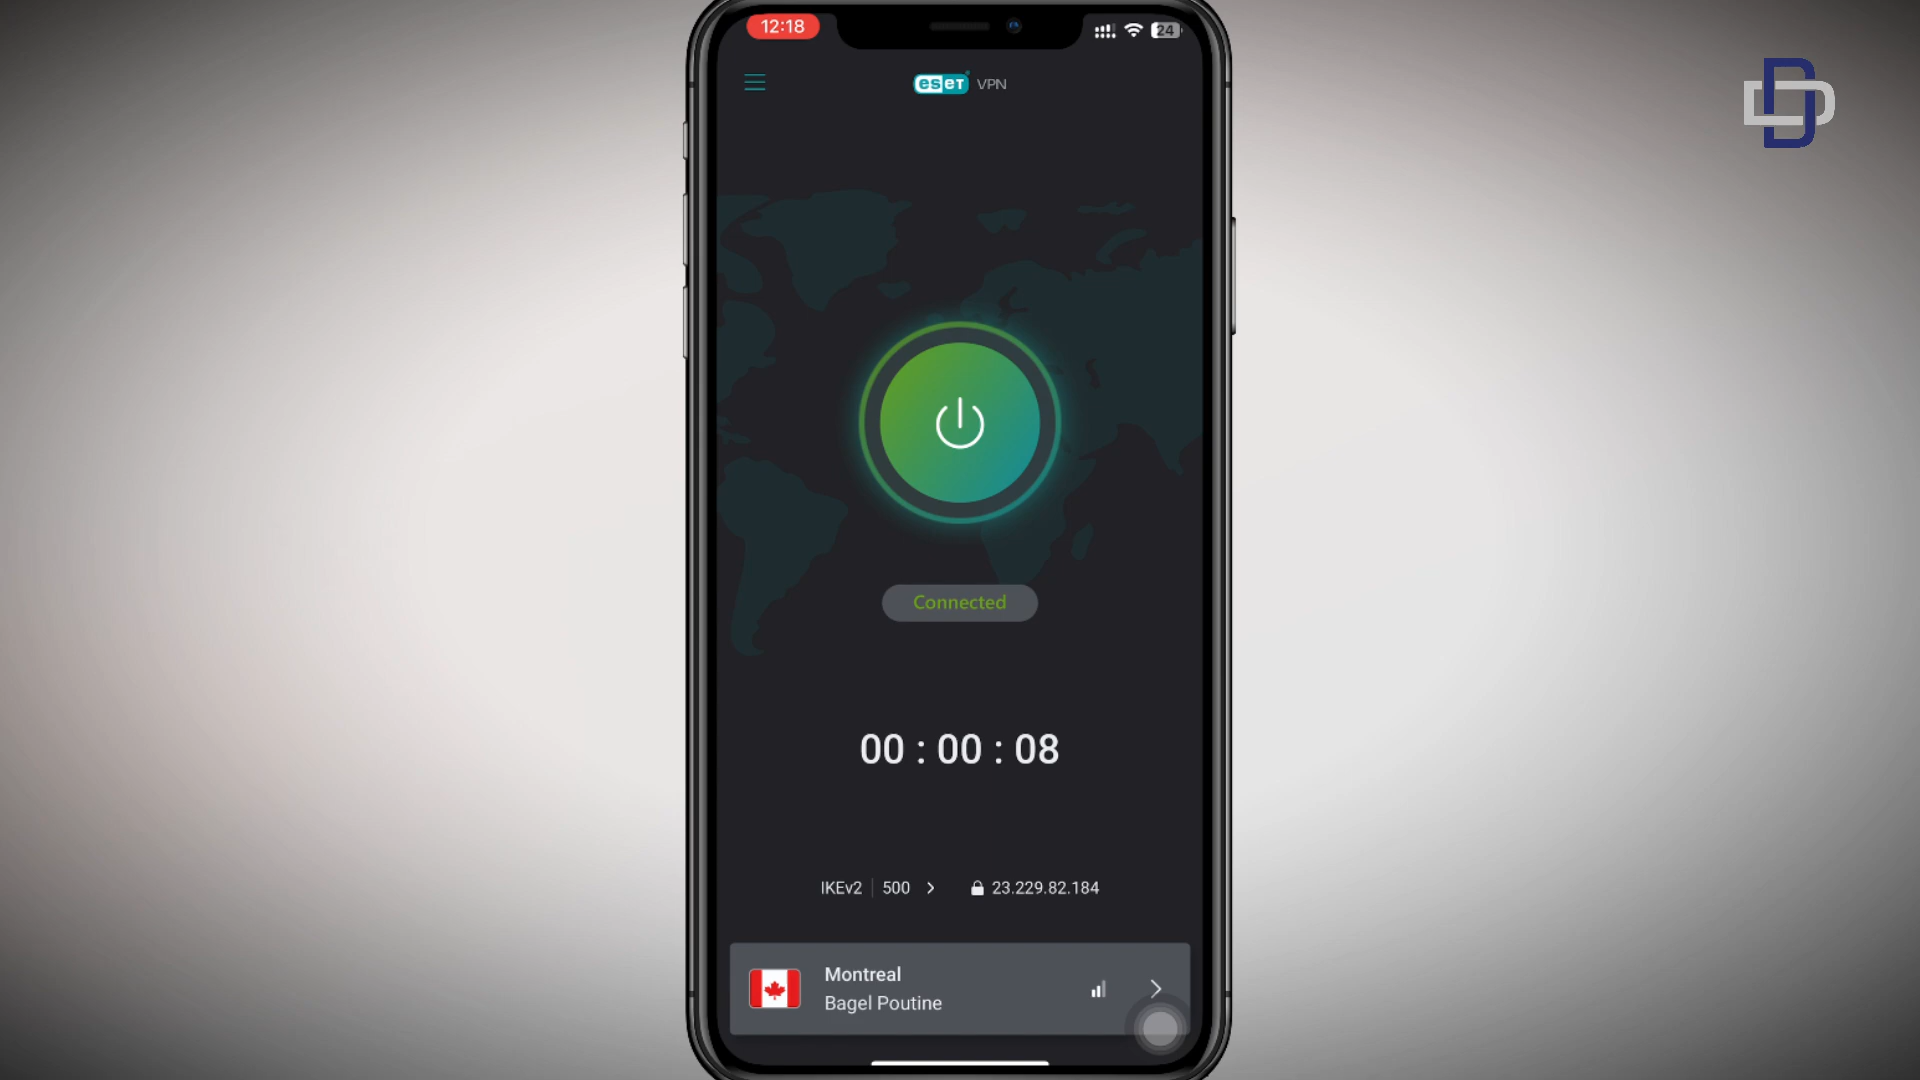 12:18
24
eset VPN
Connected
00 : 00 : 08
IKEv2 500 23.229.82.184
Montreal
Bagel Poutine